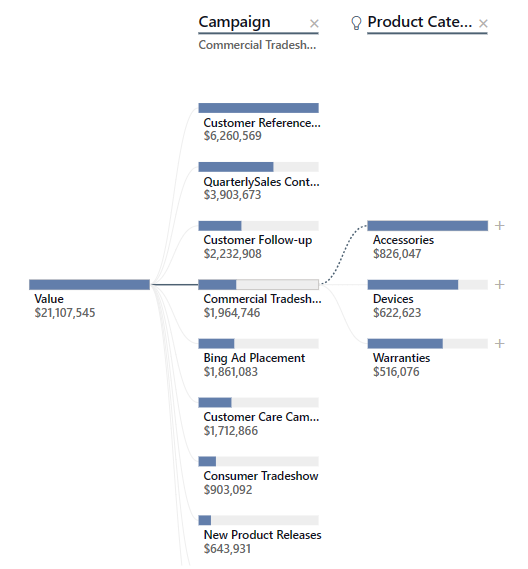 Campaign ×
Commercial Tradesh...
Product Cate... ×
Value
$21,107,545
Customer Reference...
$6,260,569
QuarterlySales Cont...
$3,903,673
Customer Follow-up
$2,232,908
Commercial Tradesh...
$1,964,746
Bing Ad Placement
$1,861,083
Customer Care Cam...
$1,712,866
Consumer Tradeshow
$903,092
New Product Releases
$643,931
Accessories
$826,047
Devices
$622,623
Warranties
$516,076